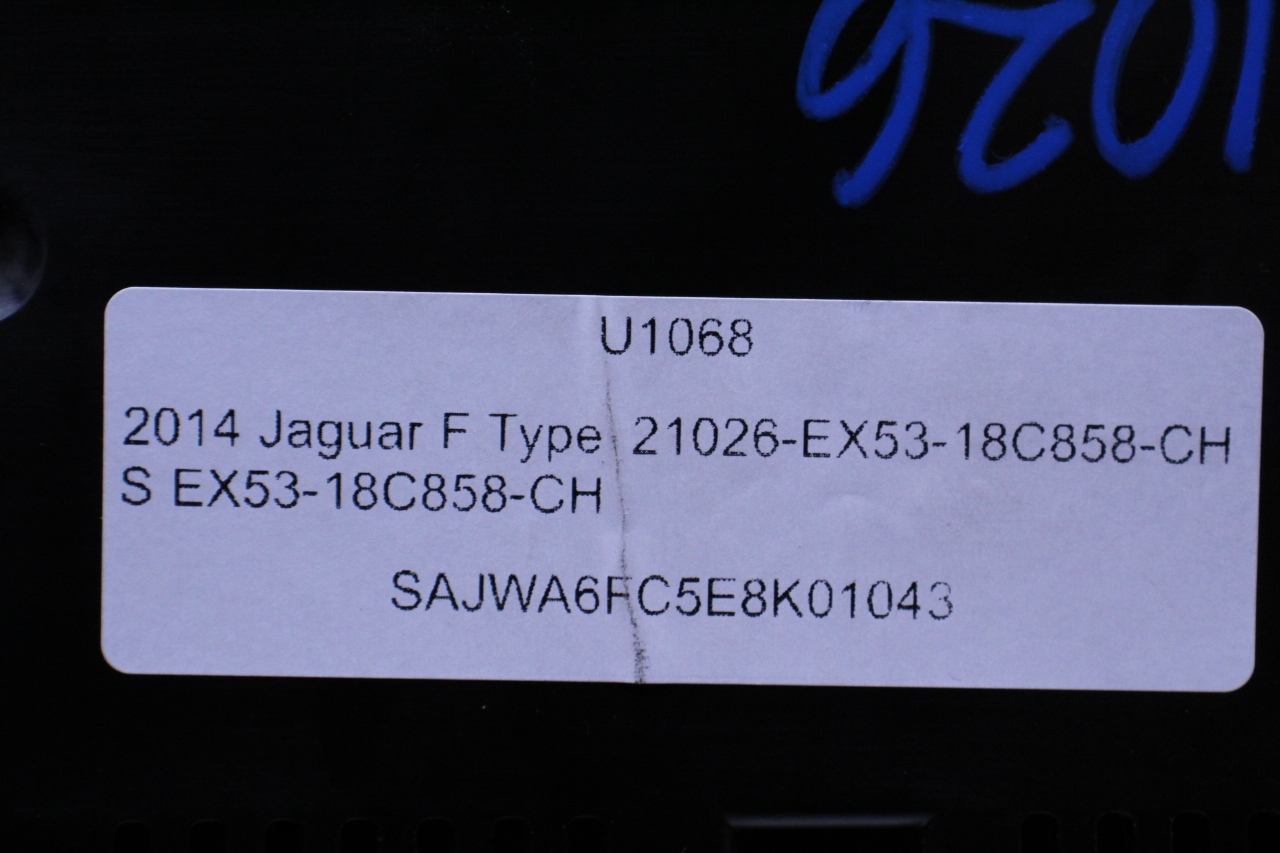 1026
U1068
2014 Jaguar F Type 21026-EX53-18C858-CH
S EX53-18C858-CH
SAJWA6FC5E8K01043